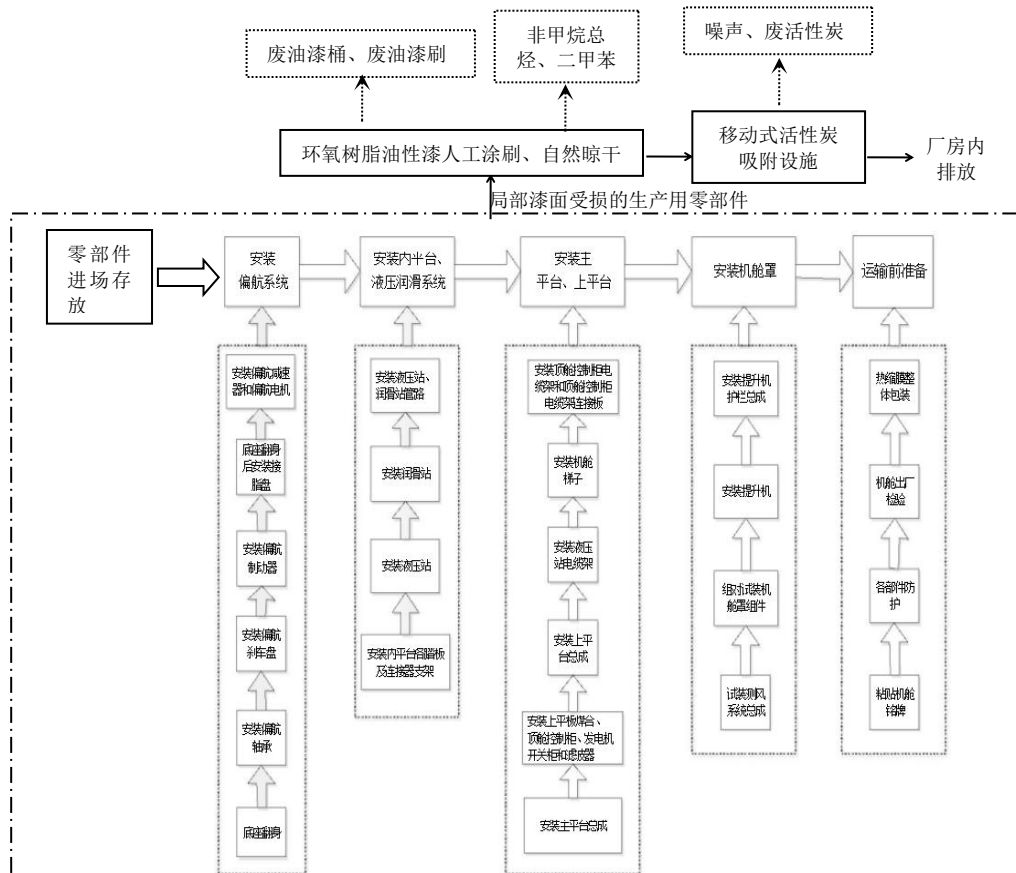 废油漆桶、废油漆刷
非甲烷总
烃、二甲苯
噪声、废活性炭
环氧树脂油性漆人工涂刷、自然晾干
移动式活性炭
吸附设施
厂房内
排放
局部漆面受损的生产用零部件
零部件
进场存
放
安装
偏航系统
安装内平台、
液压润滑系统
安装主
平台、上平台
安装机舱罩
运输前准备
安装偏航减速
器和偏航电机
底座翻身
后安装接
脂盘
安装偏航
制动器
安装偏航
刹车盘
安装偏航
轴承
底座翻身
安装液压站、
润滑站管路
安装润滑站
安装液压站
安装内平台各踏板
及连接器支架
安装顶舱控制柜电
缆架和顶舱控制柜
电缆架连接板
安装机舱
梯子
安装液压
站电缆架
安装上平
台总成
安装上平板焊合、
顶舱控制柜、发电机
开关柜和滤波器
安装主平台总成
安装提升机
护栏总成
安装提升机
组对试装机
舱罩组件
试装测风
系统总成
热缩膜整
体包装
机舱出厂
检验
各部件防
护
粘贴机舱
铭牌